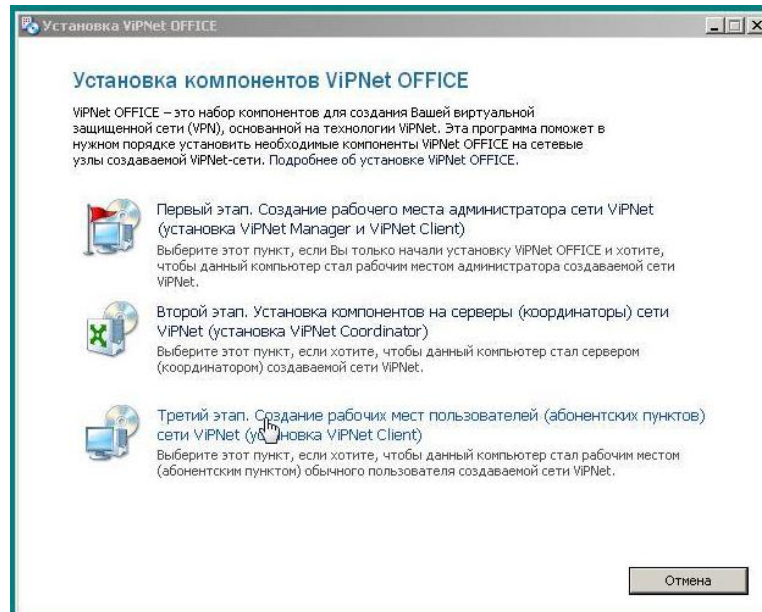 Установка ViPNet OFFICE
Установка компонентов ViPNet OFFICE
ViPNet OFFICE – это набор компонентов для создания Вашей виртуальной
защищенной сети (VPN), основанной на технологии ViPNet. Эта программа поможет в
нужном порядке установить необходимые компоненты ViPNet OFFICE на сетевые
узлы создаваемой ViPNet-сети. Подробнее об установке ViPNet OFFICE.
Первый этап. Создание рабочего места администратора сети ViPNet
(установка ViPNet Manager и ViPNet Client)
Выберите этот пункт, если Вы только начали установку ViPNet OFFICE и хотите,
чтобы данный компьютер стал рабочим местом администратора создаваемой сети
ViPNet.
Второй этап. Установка компонентов на серверы (координаторы) сети
ViPNet (установка ViPNet Coordinator)
Выберите этот пункт, если хотите, чтобы данный компьютер стал сервером
(координатором) создаваемой сети ViPNet.
Третий этап. Создание рабочих мест пользователей (абонентских пунктов)
сети ViPNet (установка ViPNet Client)
Выберите этот пункт, если хотите, чтобы данный компьютер стал рабочим местом
(абонентским пунктом) обычного пользователя создаваемой сети ViPNet.
Отмена